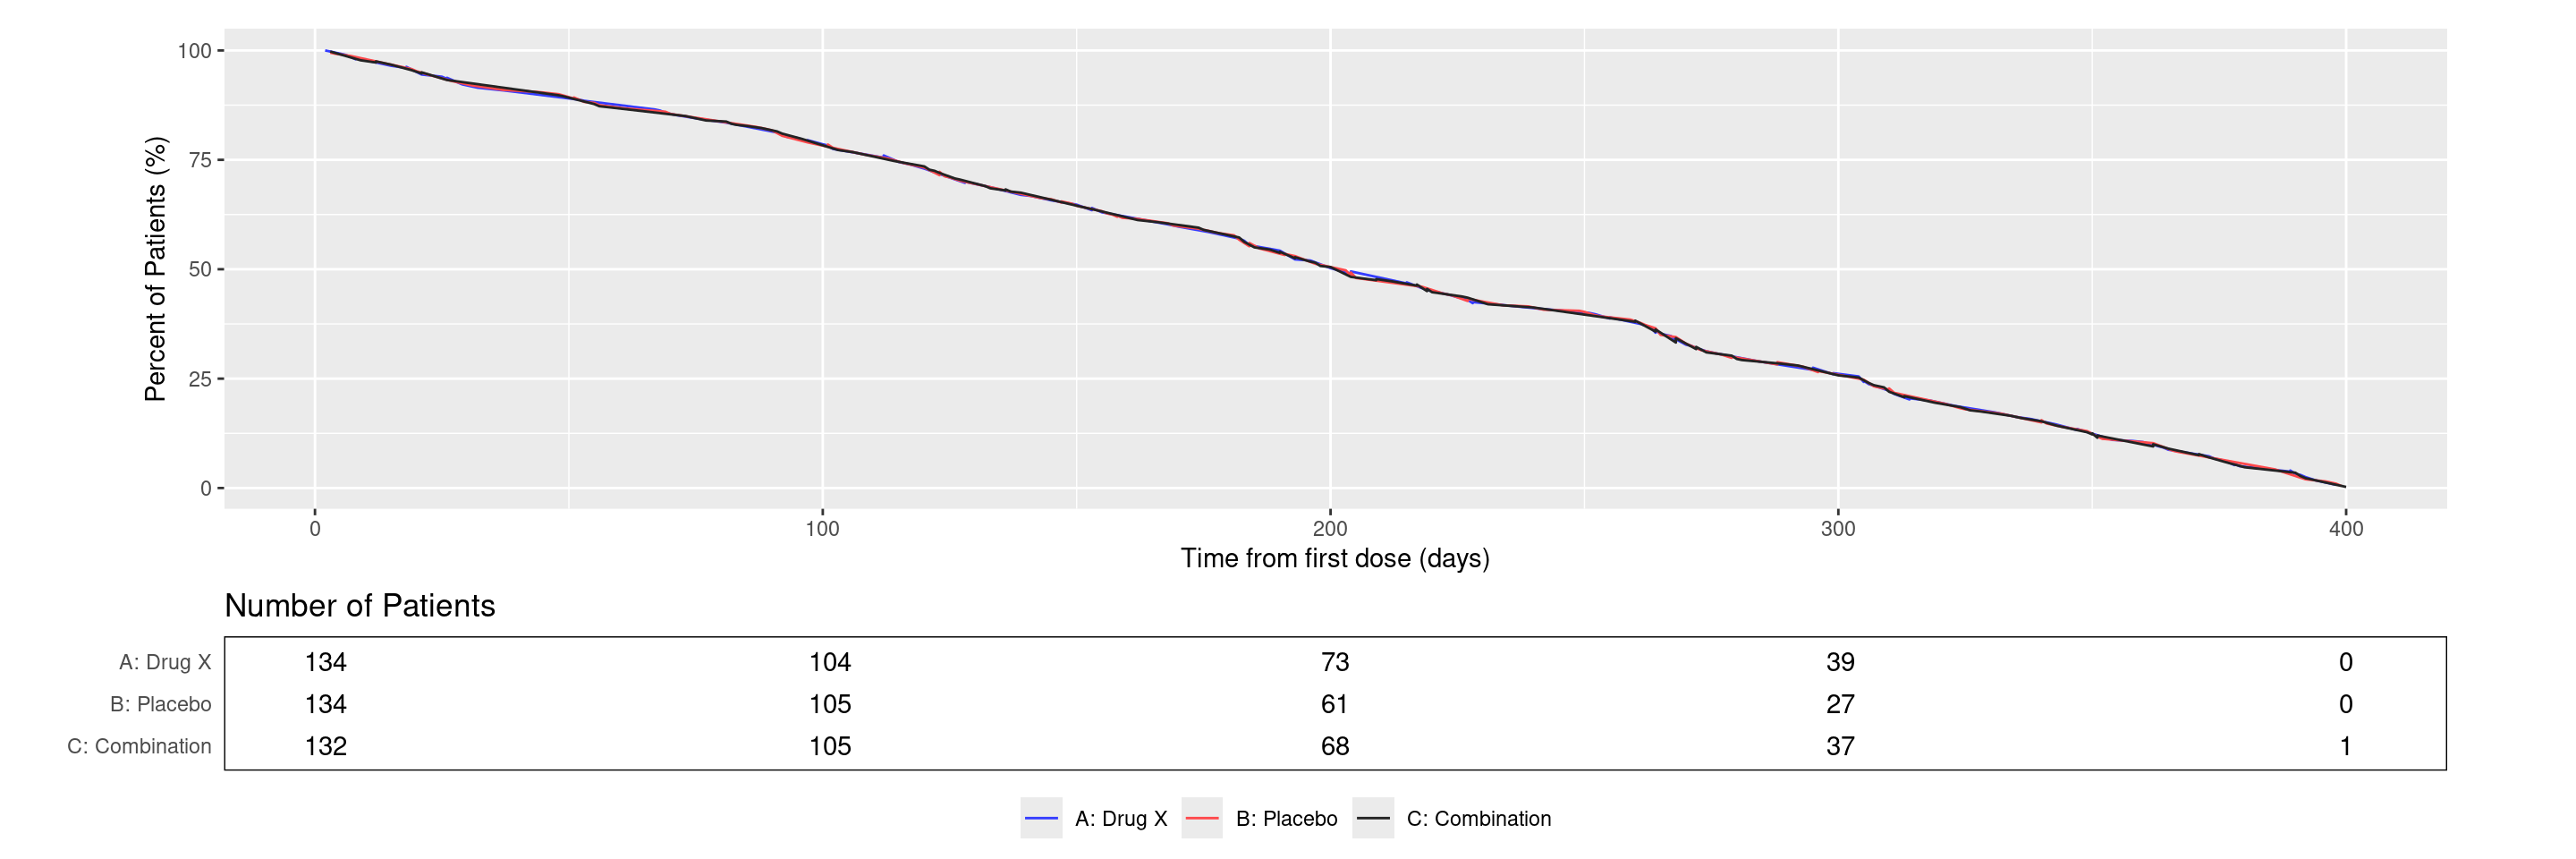 Percent of Patients (%)
100
75
50
25
0
0 100 200 300 400
Time from first dose (days)
Number of Patients
A: Drug X 134 104 73 39 0
B: Placebo 134 105 61 27 0
C: Combination 132 105 68 37 1
A: Drug X B: Placebo C: Combination